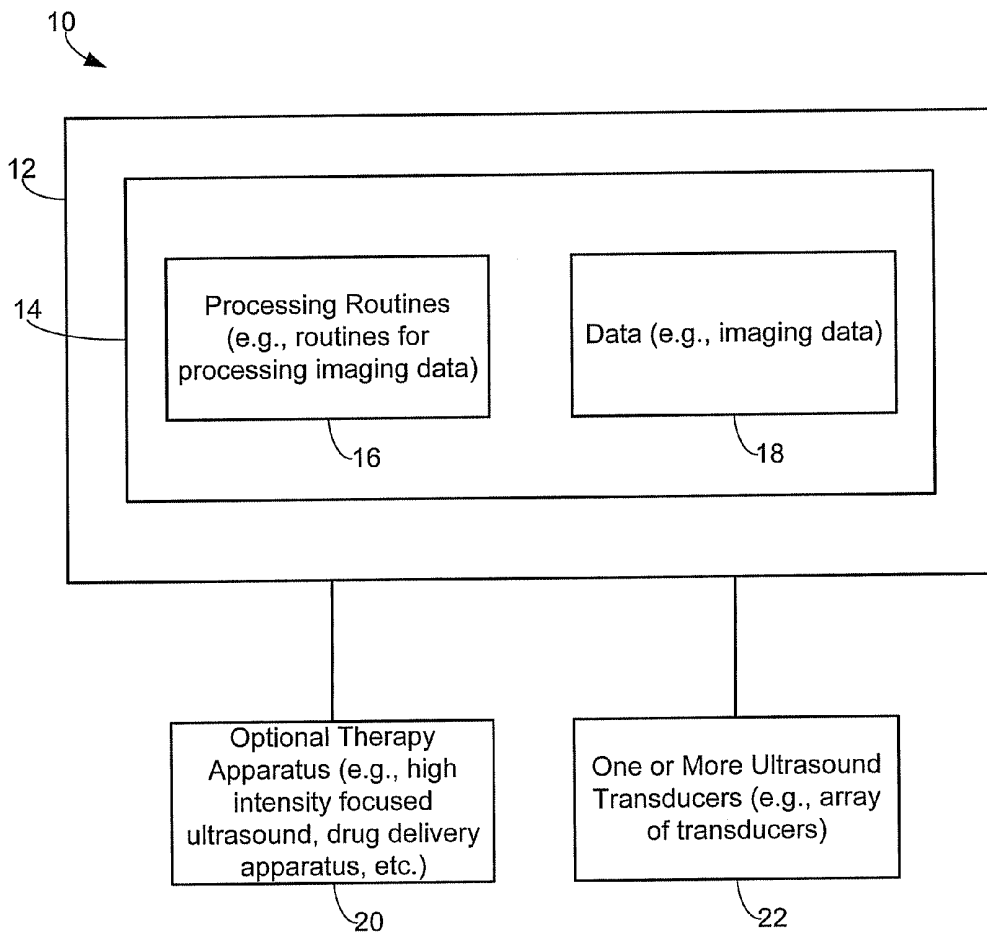 10
12
14
Processing Routines
(e.g., routines for
processing imaging data)
Data (e.g., imaging data)
16
18
Optional Therapy
Apparatus (e.g., high
intensity focused
ultrasound, drug delivery
apparatus, etc.)
One or More Ultrasound
Transducers (e.g., array
of transducers)
20
22